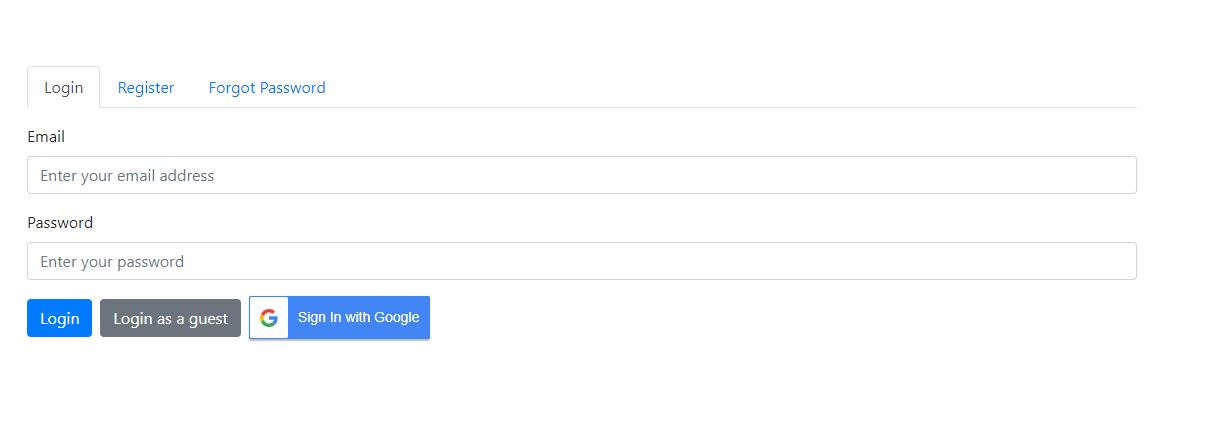 Login Register Forgot Password
Email
Enter your email address
Password
Enter your password
Login Login as a guest Sign In with Google